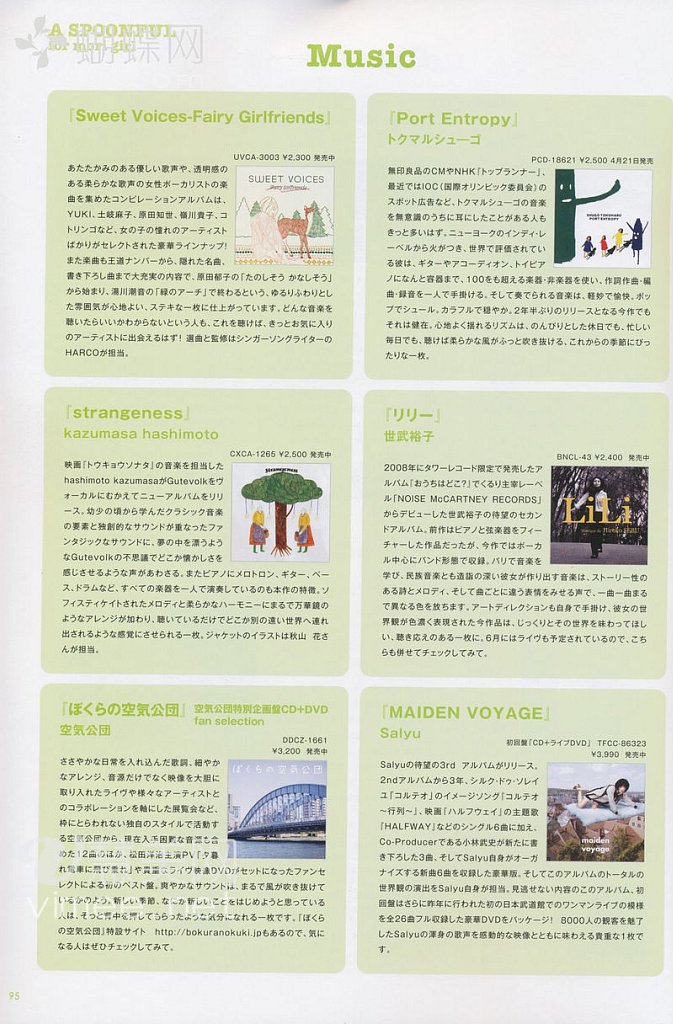 A SPOONFUL
for mori girl
蝴蝶网
Music
『Sweet Voices-Fairy Girlfriends』
UVCA-3003 ¥2,300 発売中
あたたかみのある優しい歌声や、透明感の
ある柔らかな歌声の女性ボーカリストの楽
曲を集めたコンピレーションアルバムは、
YUKI、土岐麻子、原田知世、嶺川貴子、コ
トリンゴなど、女の子の憧れのアーティスト
ばかりがセレクトされた豪華ラインナップ!
また楽曲も王道ナンバーから、隠れた名曲、
書き下ろし曲まで大充実の内容で、原田郁子の「たのしそう かなしそう」
から始まり、湯川潮音の「緑のアーチ」で終わるという、ゆるりふわりとし
た雰囲気が心地よい、ステキな一枚に仕上がっています。どんな音楽を
聴いたらいいかわからないという人も、これを聴けば、きっとお気に入り
のアーティストに出会えるはず! 選曲と監修はシンガーソングライターの
HARCOが担当。
SWEET VOICES
Fairy Girlfriends
『Port Entropy』
トクマルシューゴ
PCD-18621 ¥2,500 4月21日発売
無印良品のCMやNHK「トップランナー」、
最近ではIOC(国際オリンピック委員会)の
スポット広告など、トクマルシューゴの音楽
を無意識のうちに耳にしたことがある人も
きっと多いはず。ニューヨークのインディ・レ
ーベルから火がつき、世界で評価されてい
る彼は、ギターやアコーディオン、トイピア
ノになんと容器まで、100をも超える楽器・非楽器を使い、作詞作曲・編
曲・録音を一人で手掛ける。そして奏でられる音楽は、軽妙で愉快。ポッ
プでシュール。カラフルで穏やか。2年半ぶりのリリースとなる今作でも
それは健在。心地よく揺れるリズムは、のんびりとした休日でも、忙しい
毎日でも、聴けば柔らかな風がふっと吹き抜ける、これからの季節にぴっ
たりな一枚。
SHUGO TOKUMARU
PORT ENTROPY
『strangeness』
kazumasa hashimoto
CXCA-1265 ¥2,500 発売中
映画『トウキョウソナタ』の音楽を担当した
hashimoto kazumasaがGutevolkをヴ
ォーカルにむかえてニューアルバムをリリ
ース。幼少の頃から学んだクラシック音楽
の要素と独創的なサウンドが重なったファ
ンタジックなサウンドに、夢の中を漂うよう
なGutevolkの不思議でどこか懐かしさを
感じさせるような声があわさる。またピアノにメロトロン、ギター、ベー
ス、ドラムなど、すべての楽器を一人で演奏しているのも本作の特徴。ソ
フィスティケイトされたメロディと柔らかなハーモニーにまるで万華鏡の
ようなアレンジが加わり、聴いているだけでどこか別の遠い世界へ連れ
出されるような感覚にさせられる一枚。ジャケットのイラストは秋山 花さ
んが担当。
strangeness
『リリー』
世武裕子
BNCL-43 ¥2,400 発売中
2008年にタワーレコード限定で発売したア
ルバム『おうちはどこ?』でくるり主宰レーベ
ル「NOISE McCARTNEY RECORDS」
からデビューした世武裕子の待望のセカン
ドアルバム。前作はピアノと弦楽器をフィー
チャーした作品だったが、今作ではボーカ
ル中心にバンド形態で収録。パリで音楽を
学び、民族音楽とも造詣の深い彼女が作り出す音楽は、ストーリー性の
ある詩とメロディ、そして曲ごとに違う表情をみせる声で、一曲一曲まる
で異なる色を放ちます。アートディレクションも自身で手掛け、彼女の世
界観が色濃く表現された今作品は、じっくりとその世界を味わってほし
い、聴き応えのある一枚に。6月にはライヴも予定されているので、こち
らも併せてチェックしてみて。
LiLi
『ぼくらの空気公団』 空気公団特別企画盤CD+DVD
fan selection
空気公団
DDCZ-1661
¥3,200 発売中
ささやかな日常を入れ込んだ歌詞、細やか
なアレンジ、音源だけでなく映像を大胆に
取り入れたライヴや様々なアーティストと
のコラボレーションを軸にした展覧会など、
枠にとらわれない独自のスタイルで活動す
る空気公団から、現在入手困難な音源も含
めた12曲のほか、松田洋治主演PV「夕暮
れ電車に飛び乗れ」や貴重なライヴ映像DVDがセットになったファンセ
レクトによる初のベスト盤。爽やかなサウンドは、まるで風が吹き抜けて
いるかのよう。新しい季節、なにか新しいことをはじめようと思っている
人は、そっと背中を押してもらったような気分になれる一枚です。『ぼくら
の空気公団』特設サイト http://bokuranokuki.jpもあるので、気に
なる人はぜひチェックしてみて。
ぼくらの空気公団
『MAIDEN VOYAGE』
Salyu
初回盤「CD+ライブDVD」 TFCC-86323
¥3,990 発売中
Salyuの待望の3rd アルバムがリリース。
2ndアルバムから3年、シルク・ドゥ・ソレイ
ユ「コルテオ」のイメージソング「コルテオ
~行列~」、映画『ハルフウェイ』の主題歌
「HALFWAY」などのシングル6曲に加え、
Co-Producerである小林武史が新たに書
き下ろした3曲、そしてSalyu自身がオーガ
ナイズする新曲6曲を収録した豪華版。そしてこのアルバムのトータルの
世界観の演出をSalyu自身が担当。見逃せない内容のこのアルバム、初
回盤はさらに昨年に行われた初の日本武道館でのワンマンライブの模様
を全26曲フル収録した豪華DVDをパッケージ! 8000人の観客を魅了
したSalyuの渾身の歌声を感動的な映像とともに味わえる貴重な1枚で
す。
maiden
voyage
vimeli.net
95